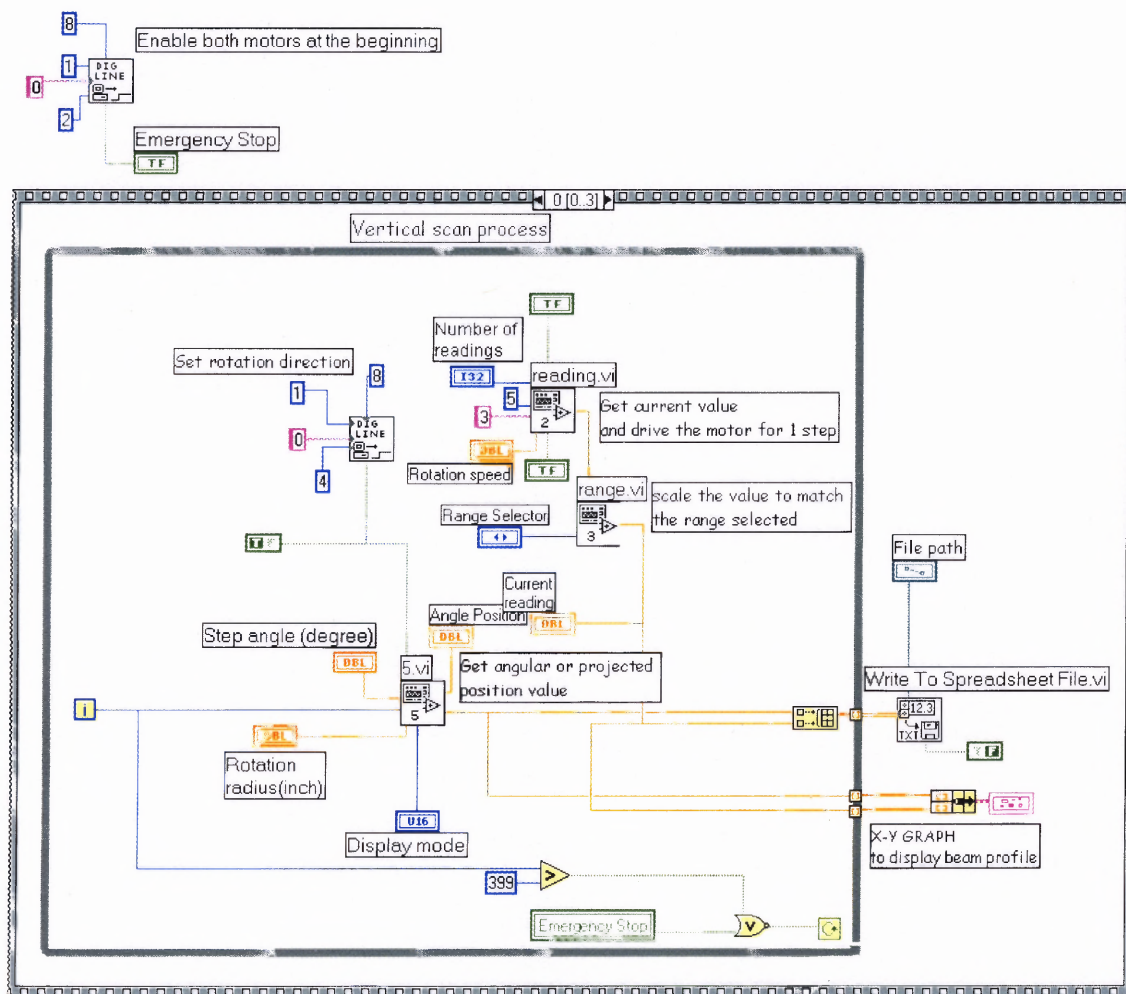 8
Enable both motors at the beginning
1
DIG
LINE
0
2
Emergency Stop
TF
0 [0..3]
Vertical scan process
TF
Number of
readings
Set rotation direction
I32
reading.vi
8
1
5
3
2
Get current value
and drive the motor for 1 step
DIG
LINE
0
DBL
TF
Rotation speed
4
range.vi
scale the value to match
the range selected
Range Selector
3
T F
File path
Current
reading
Angle Position
DBL
DBL
Step angle (degree)
DBL
5.vi
Get angular or projected
position value
Write To Spreadsheet File.vi
i
5
12.3
TXT
DBL
T F
Rotation
radius(inch)
U16
Display mode
X-Y GRAPH
to display beam profile
399
>
Emergency Stop
V